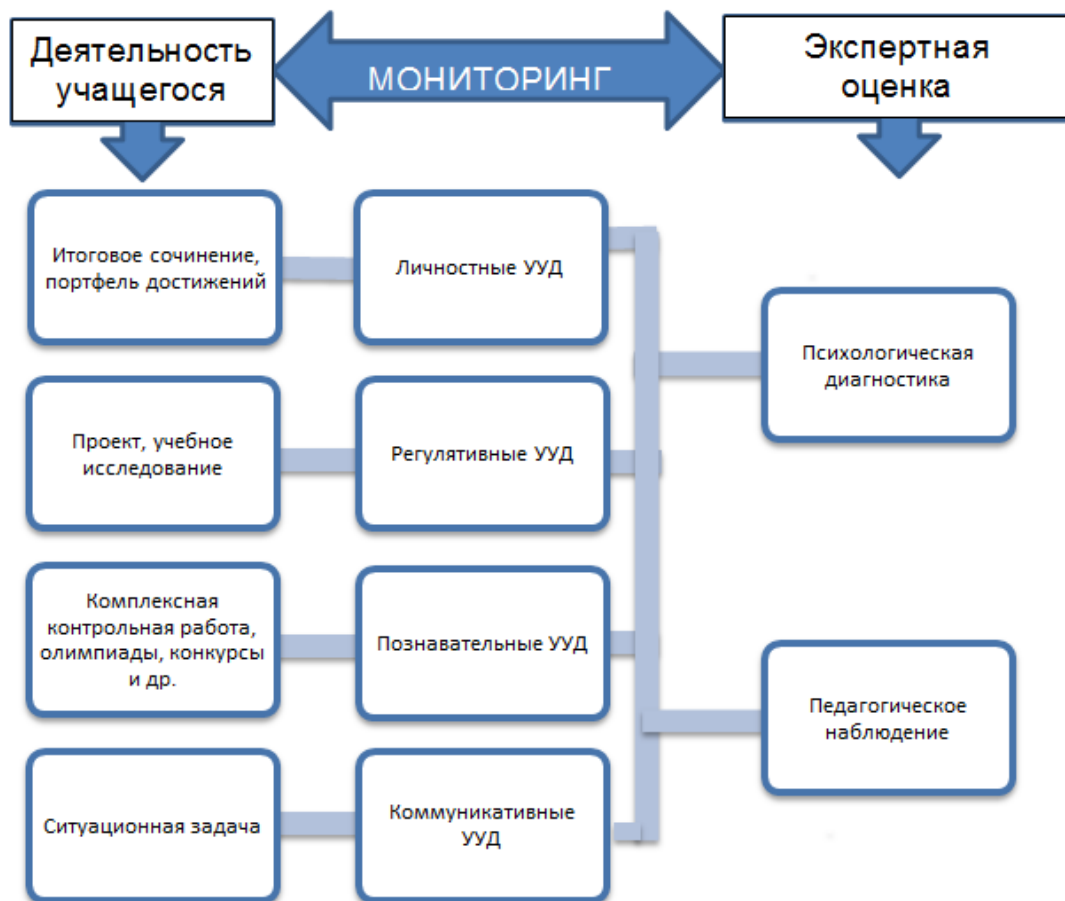 Деятельность
учащегося
МОНИТОРИНГ
Экспертная
оценка
Итоговое сочинение,
портфель достижений
Личностные УУД
Психологическая
диагностика
Проект, учебное
исследование
Регулятивные УУД
Комплексная
контрольная работа,
олимпиады, конкурсы
и др.
Познавательные УУД
Педагогическое
наблюдение
Ситуационная задача
Коммуникативные
УУД